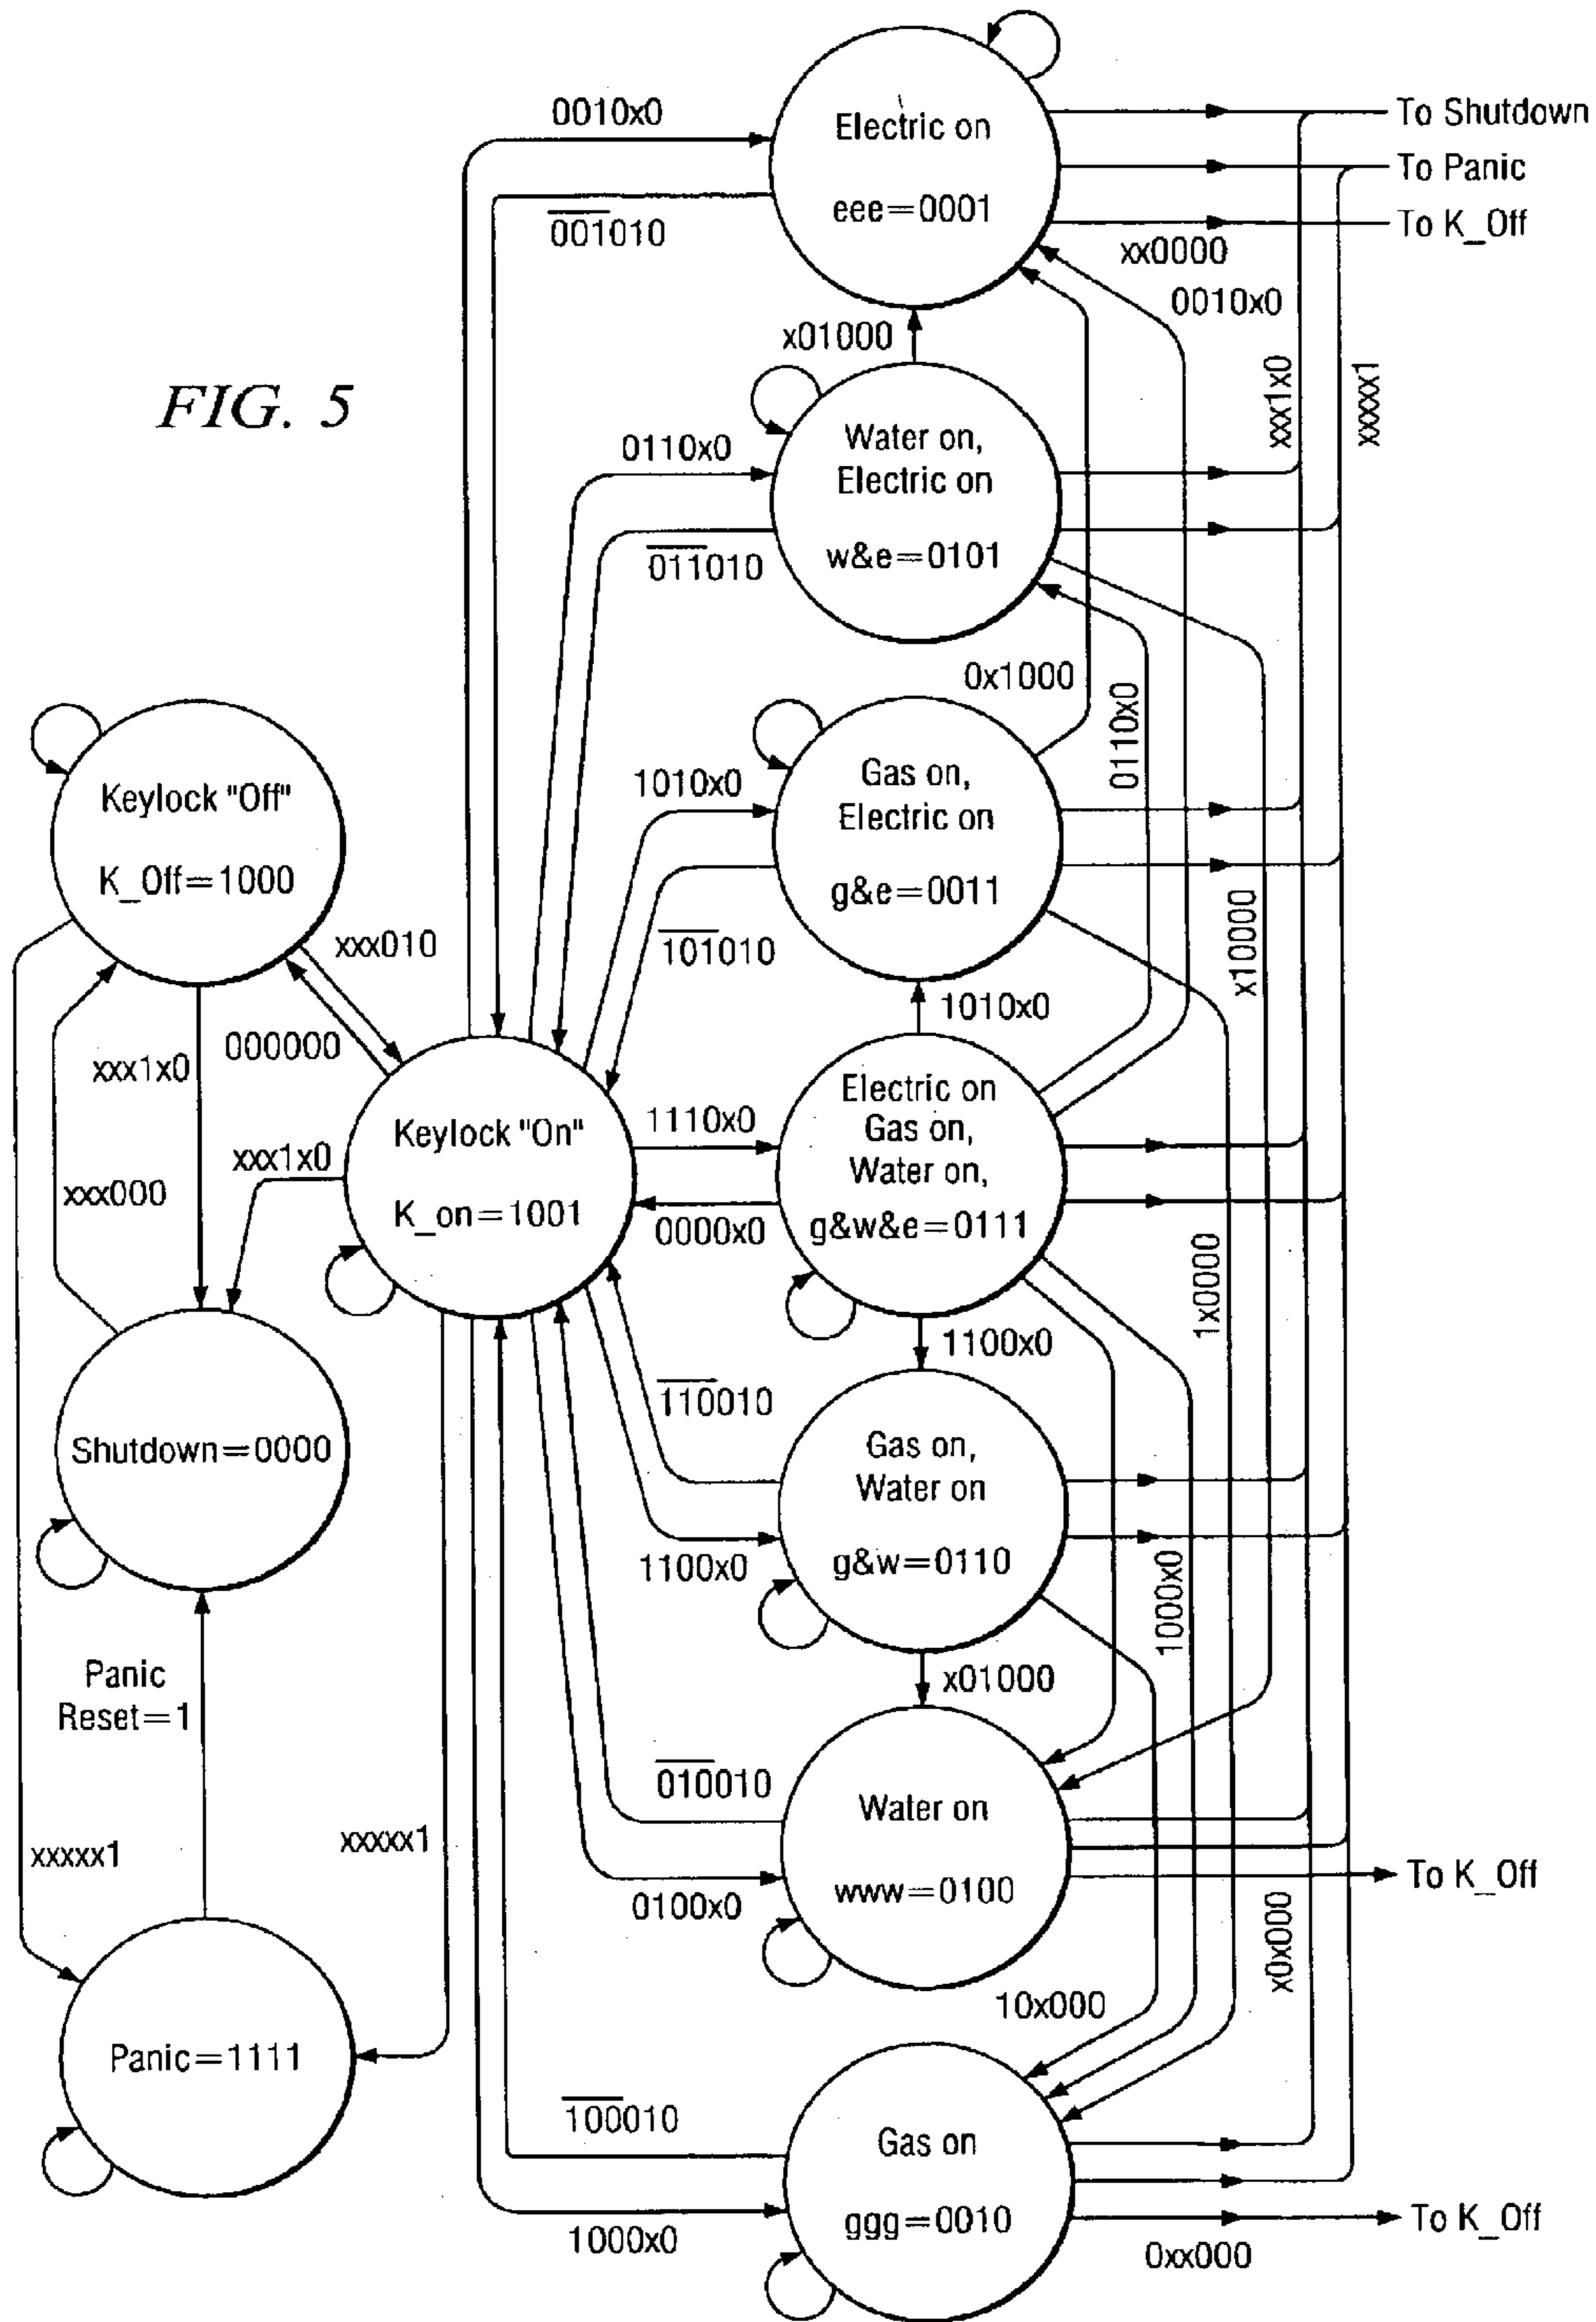 FIG. 5
Electric on
eee=0001
To Shutdown
To Panic
To K_Off
0010x0
001010
xx0000
0010x0
x01000
xxx1x0
xxxxx1
Water on,
Electric on
w&e=0101
0110x0
011010
0x1000
0110x0
x10000
Gas on,
Electric on
g&e=0011
1010x0
101010
1010x0
Keylock "Off"
K_Off=1000
xxx010
000000
xxx1x0
xxx000
xxx1x0
Keylock "On"
K_on=1001
1110x0
0000x0
Electric on
Gas on,
Water on,
g&w&e=0111
1x0000
1100x0
110010
1100x0
Shutdown=0000
Gas on,
Water on
g&w=0110
1000x0
x01000
Panic
Reset=1
xxxxx1
xxxxx1
010010
0100x0
Water on
www=0100
To K_Off
x0x000
10x000
Panic=1111
100010
1000x0
Gas on
ggg=0010
To K_Off
0xx000